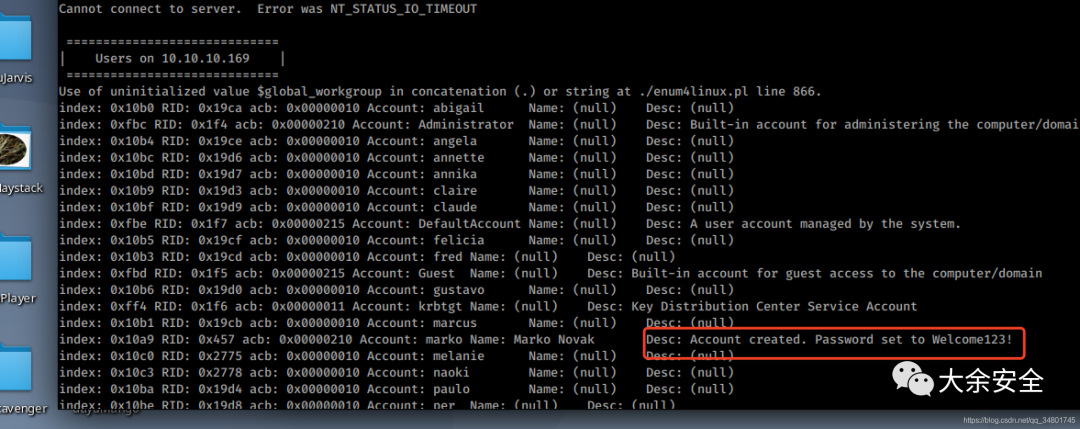 Cannot connect to server.  Error was NT_STATUS_IO_TIMEOUT
=============================
|    Users on 10.10.10.169    |
=============================
Use of uninitialized value $global_workgroup in concatenation (.) or string at ./enum4linux.pl line 866.
index: 0x10b0 RID: 0x19ca acb: 0x00000010 Account: abigail      Name: (null)    Desc: (null)
index: 0xfbc RID: 0x1f4 acb: 0x00000210 Account: Administrator  Name: (null)    Desc: Built-in account for administering the computer/domai
index: 0x10b4 RID: 0x19ce acb: 0x00000010 Account: angela       Name: (null)    Desc: (null)
index: 0x10bc RID: 0x19d6 acb: 0x00000010 Account: annette      Name: (null)    Desc: (null)
index: 0x10bd RID: 0x19d7 acb: 0x00000010 Account: annika       Name: (null)    Desc: (null)
index: 0x10b9 RID: 0x19d3 acb: 0x00000010 Account: claire       Name: (null)    Desc: (null)
index: 0x10bf RID: 0x19d9 acb: 0x00000010 Account: claude       Name: (null)    Desc: (null)
index: 0xfbe RID: 0x1f7 acb: 0x00000215 Account: DefaultAccount Name: (null)    Desc: A user account managed by the system.
index: 0x10b5 RID: 0x19cf acb: 0x00000010 Account: felicia      Name: (null)    Desc: (null)
index: 0x10b3 RID: 0x19cd acb: 0x00000010 Account: fred Name: (null)    Desc: (null)
index: 0xfbd RID: 0x1f5 acb: 0x00000215 Account: Guest  Name: (null)    Desc: Built-in account for guest access to the computer/domain
index: 0x10b6 RID: 0x19d0 acb: 0x00000010 Account: gustavo      Name: (null)    Desc: (null)
index: 0xff4 RID: 0x1f6 acb: 0x00000011 Account: krbtgt Name: (null)    Desc: Key Distribution Center Service Account
index: 0x10b1 RID: 0x19cb acb: 0x00000010 Account: marcus       Name: (null)    Desc: (null)
index: 0x10a9 RID: 0x457 acb: 0x00000210 Account: marko Name: Marko Novak       Desc: Account created. Password set to Welcome123!
index: 0x10c0 RID: 0x2775 acb: 0x00000010 Account: melanie      Name: (null)    Desc: (null)
index: 0x10c3 RID: 0x2778 acb: 0x00000010 Account: naoki        Name: (null)    Desc: (null)
index: 0x10ba RID: 0x19d4 acb: 0x00000010 Account: paulo        Name: (null)    Desc: (null)
index: 0x10be RID: 0x19d8 acb: 0x00000010 Account: per  Name: (null)    Desc: (null)
uJarvis
laystack
Player
cavenger
大余安全
https://blog.csdn.net/qq_34801745